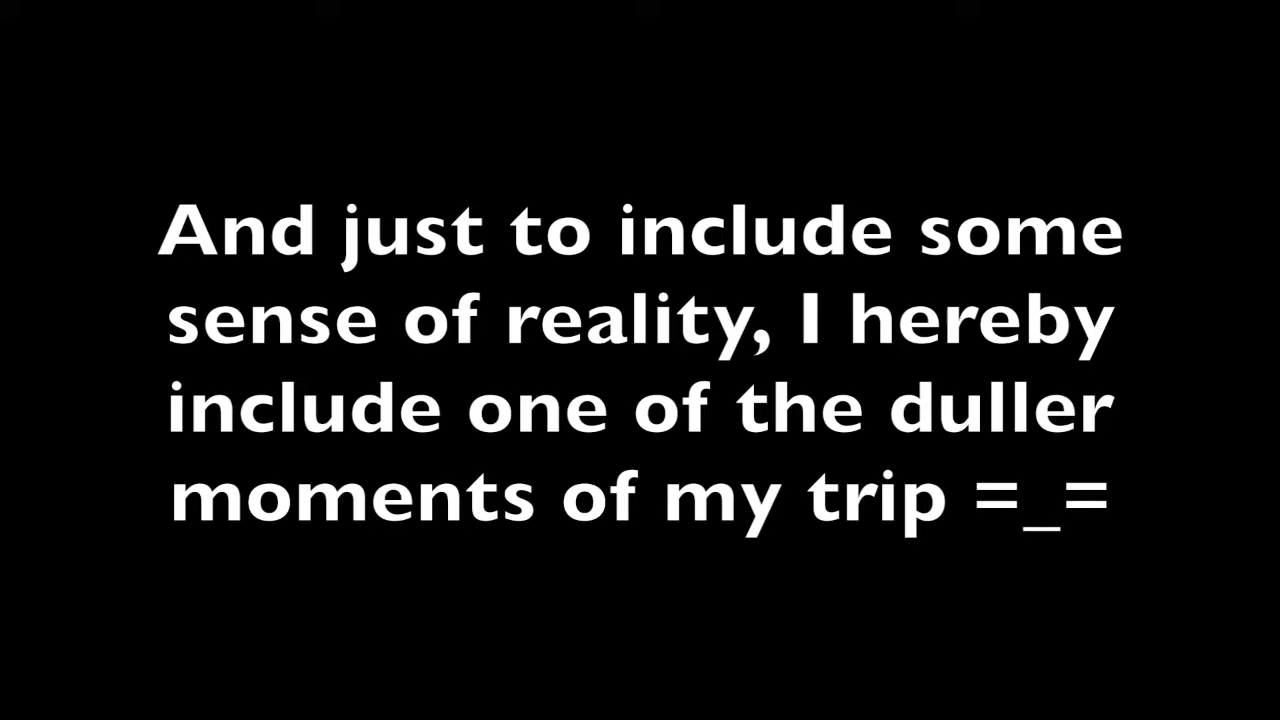 And just to include some
sense of reality, I hereby
include one of the duller
moments of my trip =_=